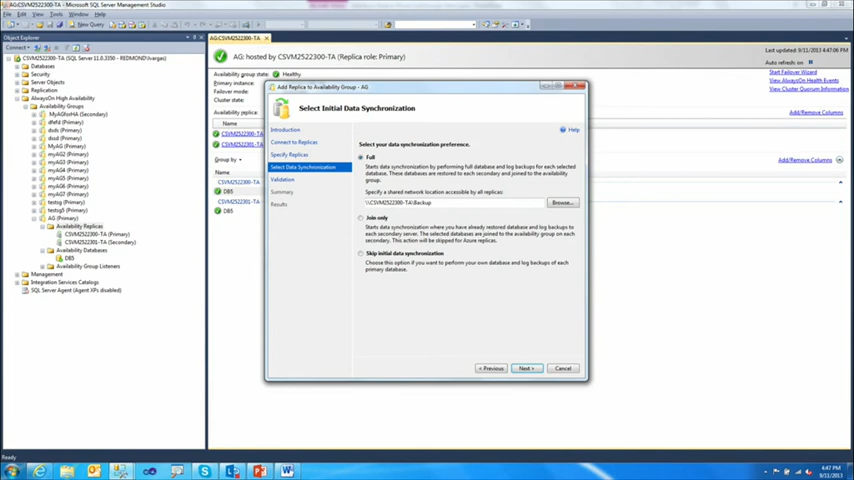 AG:CSVM2522300-TA - Microsoft SQL Server Management Studio
File Edit View Tools Window Help
New Query
Object Explorer
Connect
CSVM2522300-TA (SQL Server 11.0.3350 - REDMOND\vargas)
Databases
Security
Server Objects
Replication
AlwaysOn High Availability
Availability Groups
MyAGforHA (Secondary)
dfefd (Primary)
dsds (Primary)
dssd (Primary)
MyAG (Primary)
myAG2 (Primary)
myAG3 (Primary)
myAG4 (Primary)
myAG5 (Primary)
myAG6 (Primary)
myAG7 (Primary)
testsg (Primary)
testg5 (Primary)
AG (Primary)
Availability Replicas
CSVM2522300-TA (Primary)
CSVM2522301-TA (Secondary)
Availability Databases
DB5
Availability Group Listeners
Management
Integration Services Catalogs
SQL Server Agent (Agent XPs disabled)
AG:CSVM2522300-TA
AG: hosted by CSVM2522300-TA (Replica role: Primary)
Last updated: 9/11/2013 4:47:06 PM
Auto refresh: on
Availability group state: Healthy
Primary instance:
Failover mode:
Cluster state:
Start Failover Wizard
View AlwaysOn Health Events
View Cluster Quorum Information
Availability replica:
Add/Remove Columns
Name
CSVM2522300-TA
CSVM2522301-TA
Group by
Add/Remove Columns
Name
CSVM2522300-TA
DB5
CSVM2522301-TA
DB5
Add Replica to Availability Group - AG
Select Initial Data Synchronization
Introduction
Connect to Replicas
Specify Replicas
Select Data Synchronization
Validation
Summary
Results
Help
Select your data synchronization preference.
Full
Starts data synchronization by performing full database and log backups for each selected
database. These databases are restored to each secondary and joined to the availability
group.
Specify a shared network location accessible by all replicas:
\\CSVM2522300-TA\Backup
Browse...
Join only
Starts data synchronization where you have already restored database and log backups to
each secondary server. The selected databases are joined to the availability group on each
secondary. This action will be skipped for Azure replicas.
Skip initial data synchronization
Choose this option if you want to perform your own database and log backups of each
primary database.
< Previous
Next >
Cancel
4:47 PM
9/11/2013